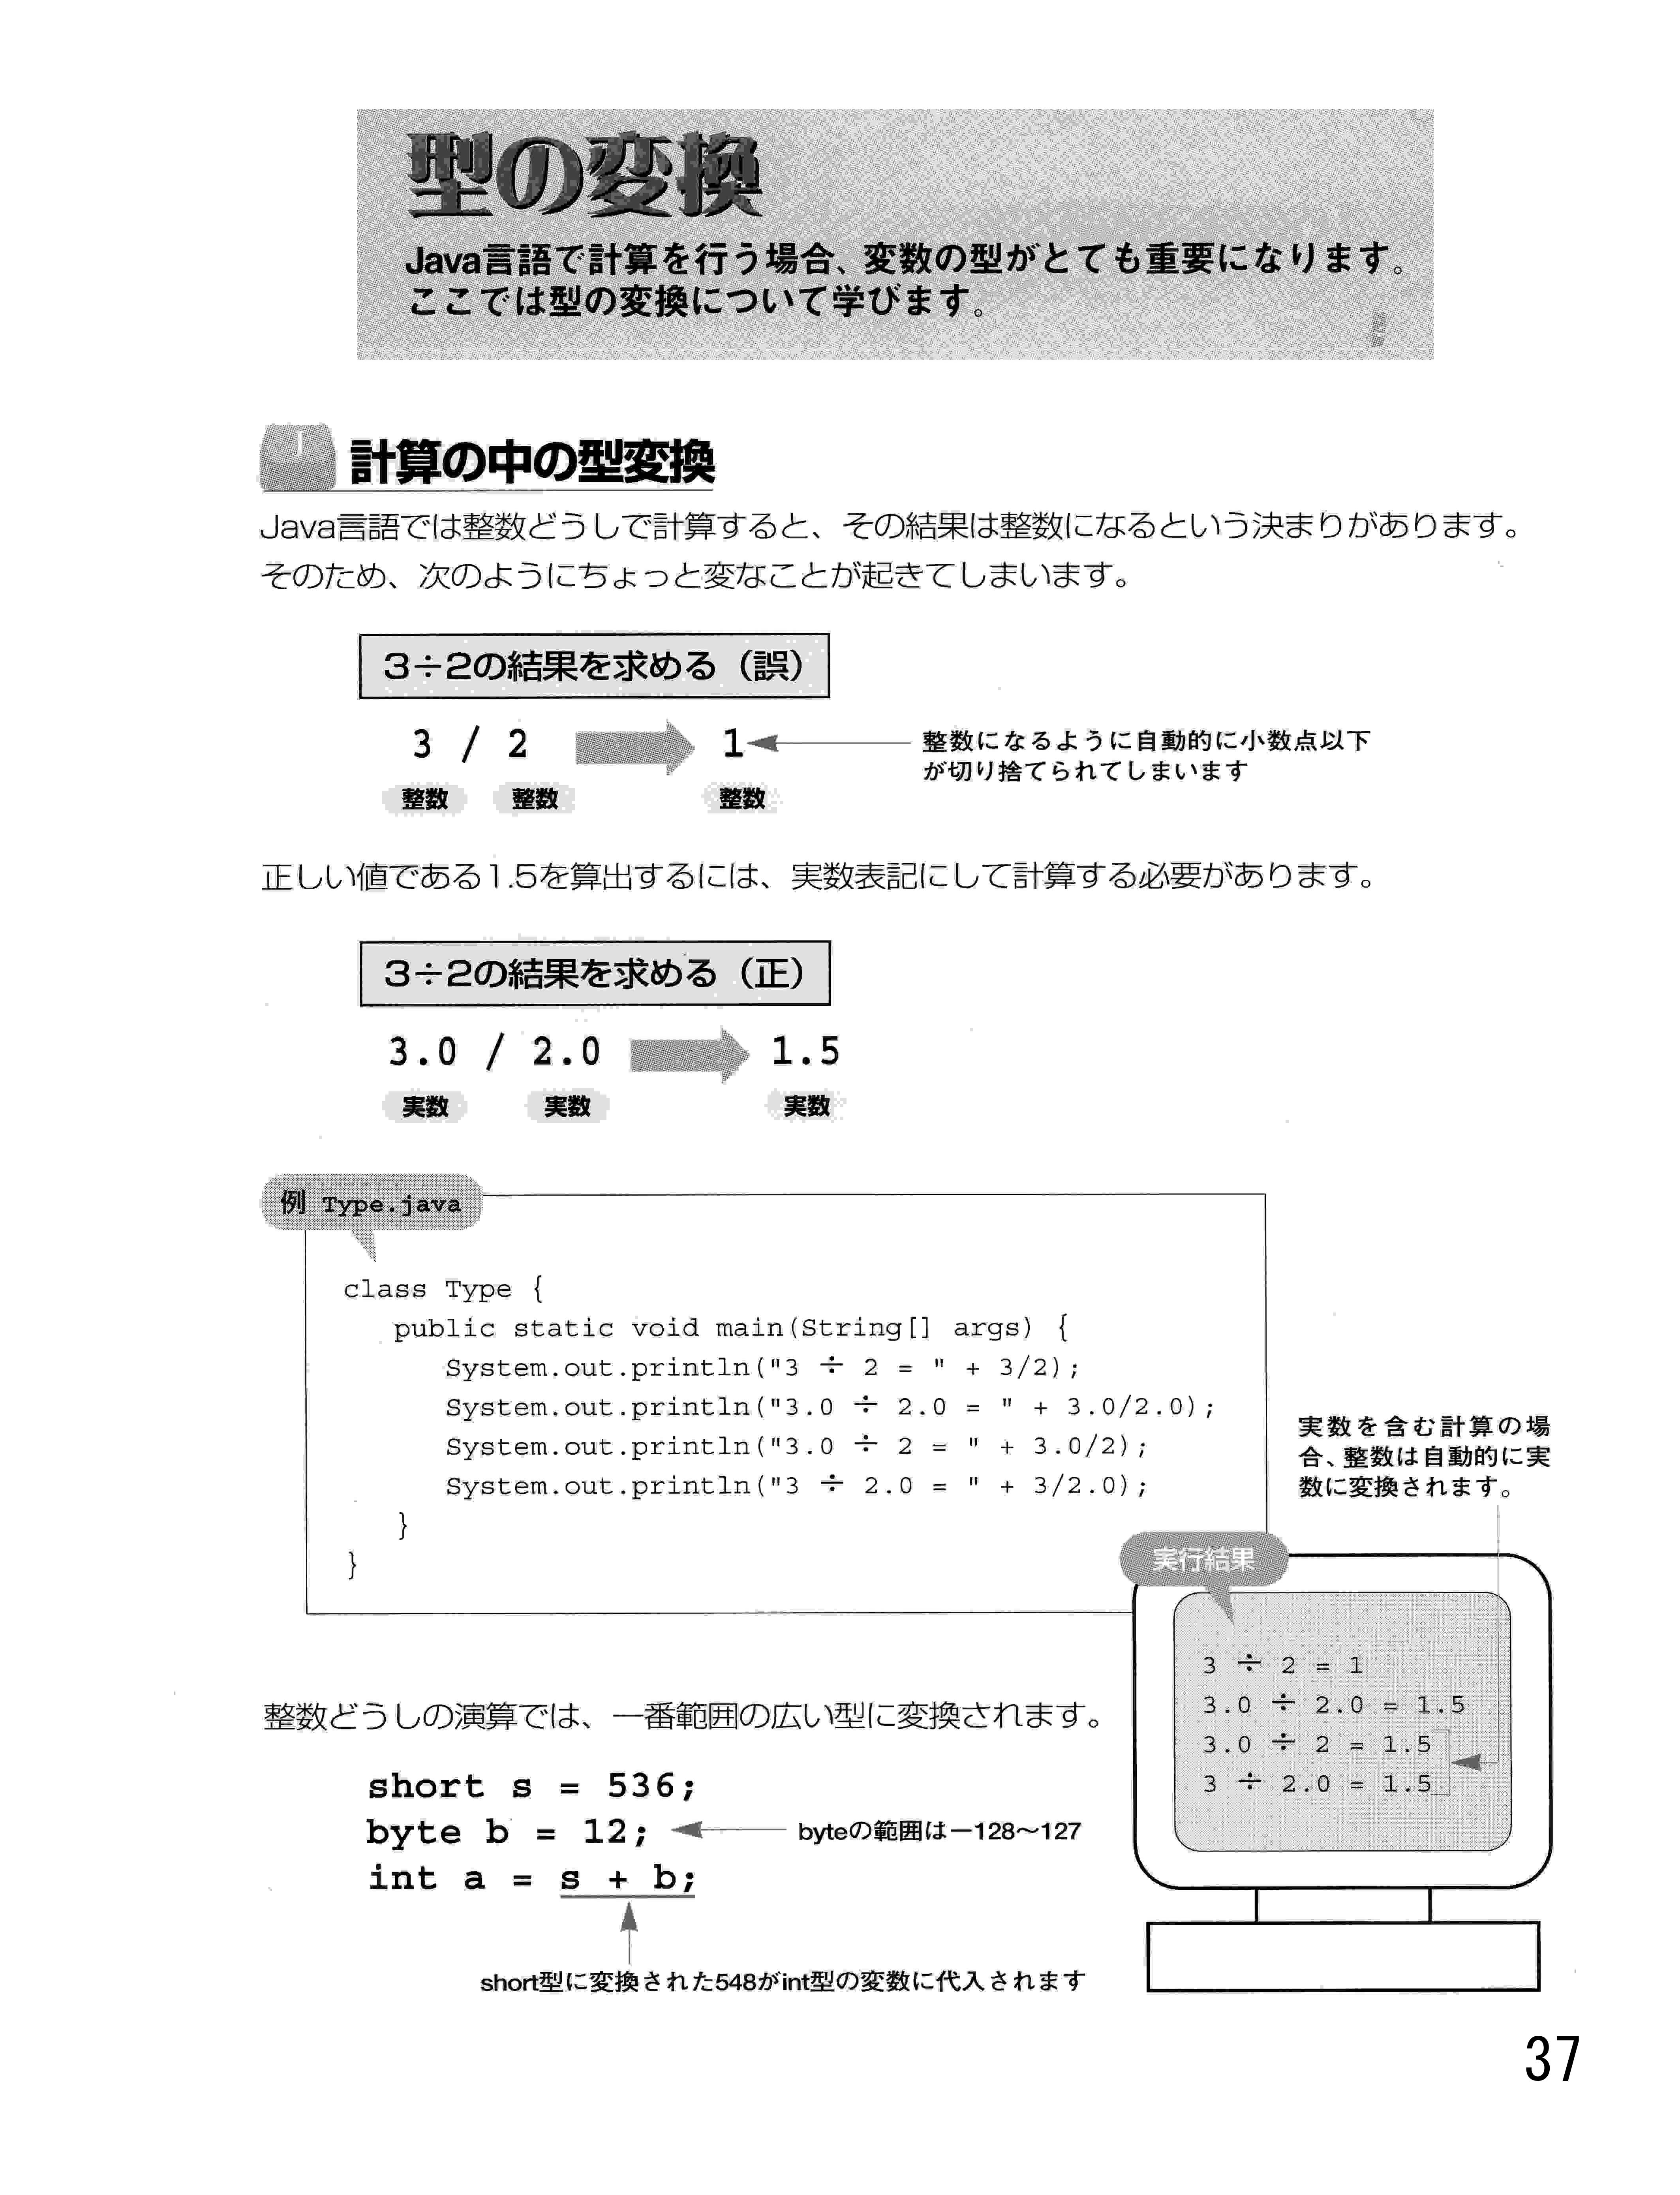 型の変換
Java言語で計算を行う場合、変数の型がとても重要になります。
ここでは型の変換について学びます。
J
計算の中の型変換
Java言語では整数どうしで計算すると、その結果は整数になるという決まりがあります。
そのため、次のようにちょっと変なことが起きてしまいます。
3÷2の結果を求める（誤）
3 / 2 1
整数になるように自動的に小数点以下
が切り捨てられてしまいます
整数 整数 整数
正しい値である1.5を算出するには、実数表記にして計算する必要があります。
3÷2の結果を求める（正）
3.0 / 2.0 1.5
実数 実数 実数
例 Type.java
class Type {
public static void main(String[] args) {
System.out.println("3 ÷ 2 = " + 3/2);
System.out.println("3.0 ÷ 2.0 = " + 3.0/2.0);
System.out.println("3.0 ÷ 2 = " + 3.0/2);
System.out.println("3 ÷ 2.0 = " + 3/2.0);
}
}
実数を含む計算の場
合、整数は自動的に実
数に変換されます。
実行結果
3 ÷ 2 = 1
3.0 ÷ 2.0 = 1.5
3.0 ÷ 2 = 1.5
3 ÷ 2.0 = 1.5
整数どうしの演算では、一番範囲の広い型に変換されます。
short s = 536;
byte b = 12;
byteの範囲は－128〜127
int a = s + b;
short型に変換された548がint型の変数に代入されます
37